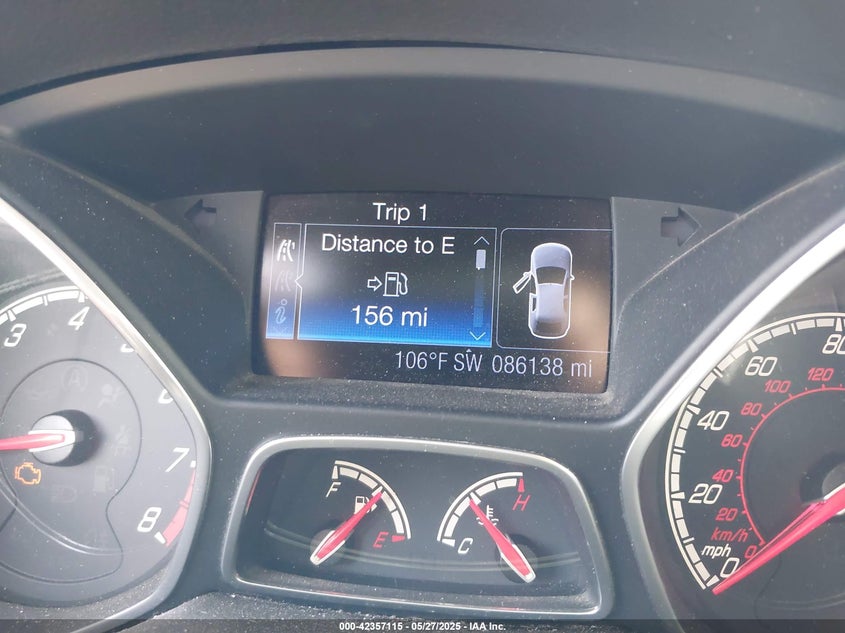 Trip 1
Distance to E
156 mi
106°F SW 086138 mi
3
4
7
8
F
E
C
H
0
20
40
60
80
0
20
60
80
100
120
km/h
mph
000-42357115 - 05/27/2025 - IAA Inc.